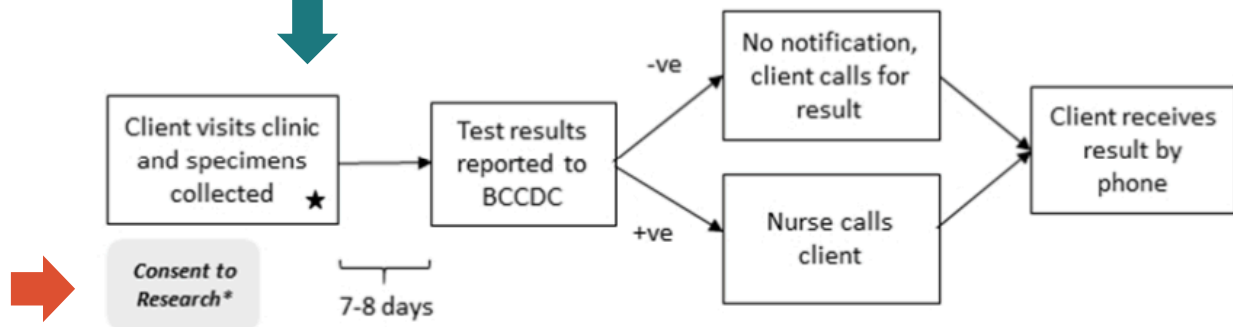 Client visits clinic
and specimens
collected ★
Consent to
Research*
7-8 days
Test results
reported to
BCCDC
-ve
No notification,
client calls for
result
+ve
Nurse calls
client
Client receives
result by
phone